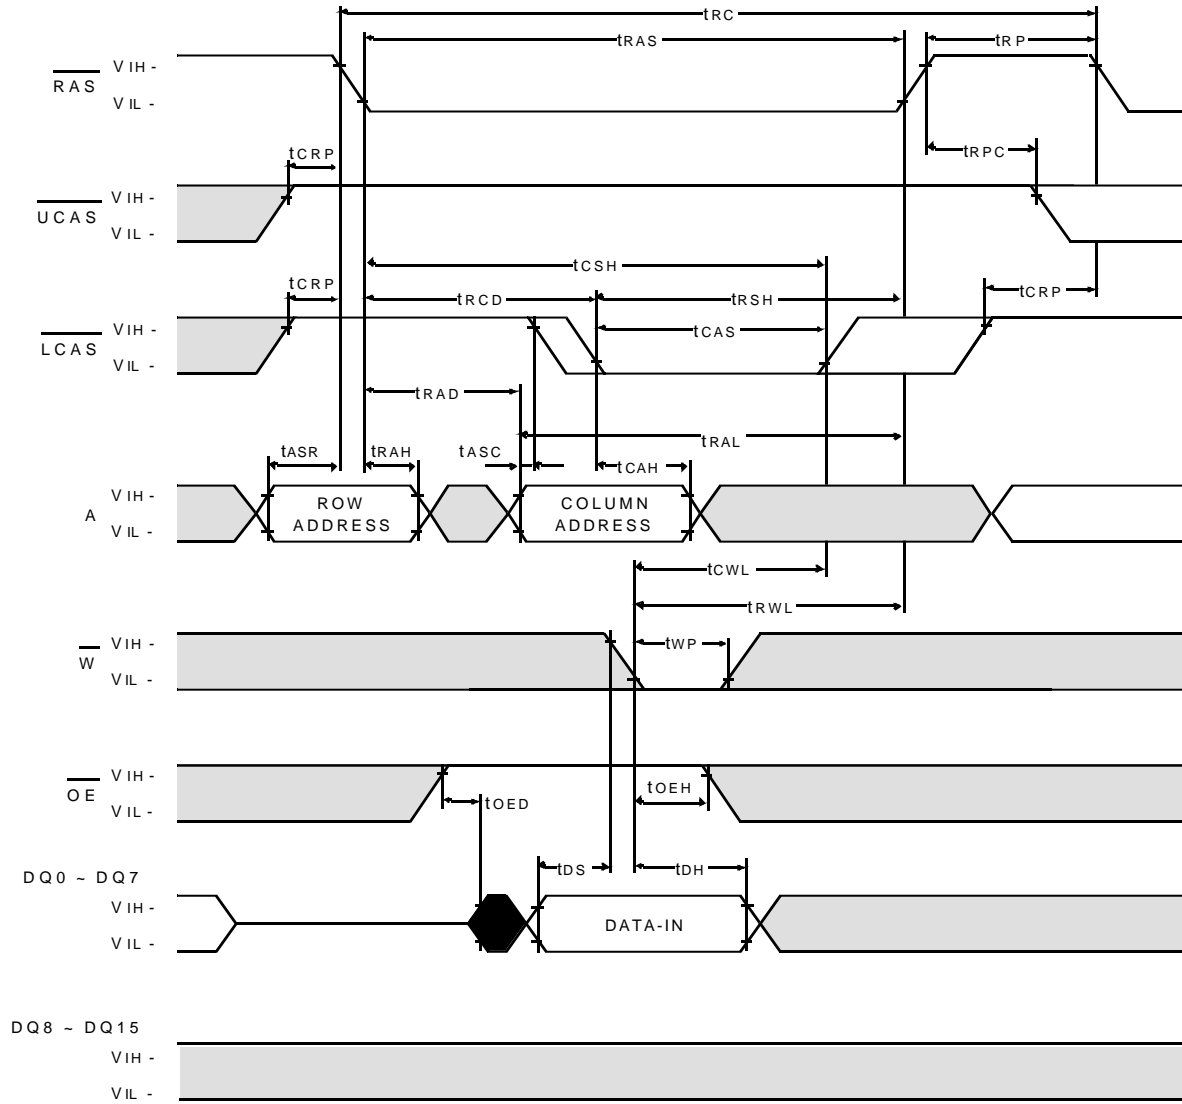 tRC
tRAS
tRP
RAS
VIH -
VIL -
tCRP
tRPC
UCAS
VIH -
VIL -
tCSH
tCRP
tRCD
tRSH
tCRP
LCAS
VIH -
VIL -
tCAS
tRAD
tRAL
tASR
tRAH
tASC
tCAH
A
VIH -
VIL -
ROW
ADDRESS
COLUMN
ADDRESS
tCWL
tRWL
W
VIH -
VIL -
tWP
OE
VIH -
VIL -
tOED
tOEH
tDS
tDH
DQ0 ~ DQ7
VIH -
VIL -
DATA-IN
DQ8 ~ DQ15
VIH -
VIL -